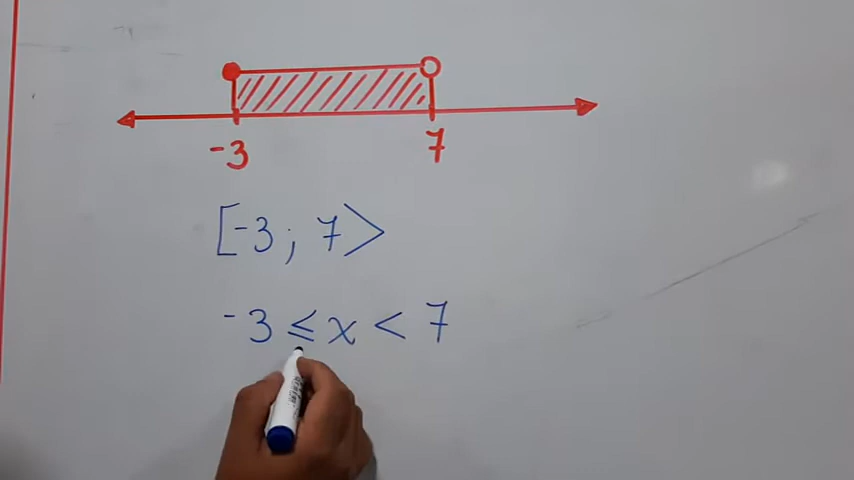 -3 7
[-3; 7>
-3 ≤ x < 7